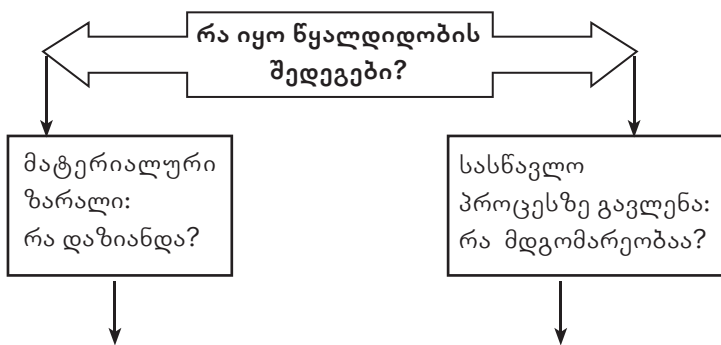 რა იყო წყალდიდობის
შედეგები?
მატერიალური
ზარალი:
რა დაზიანდა?
სასწავლო
პროცესზე გავლენა:
რა მდგომარეობაა?